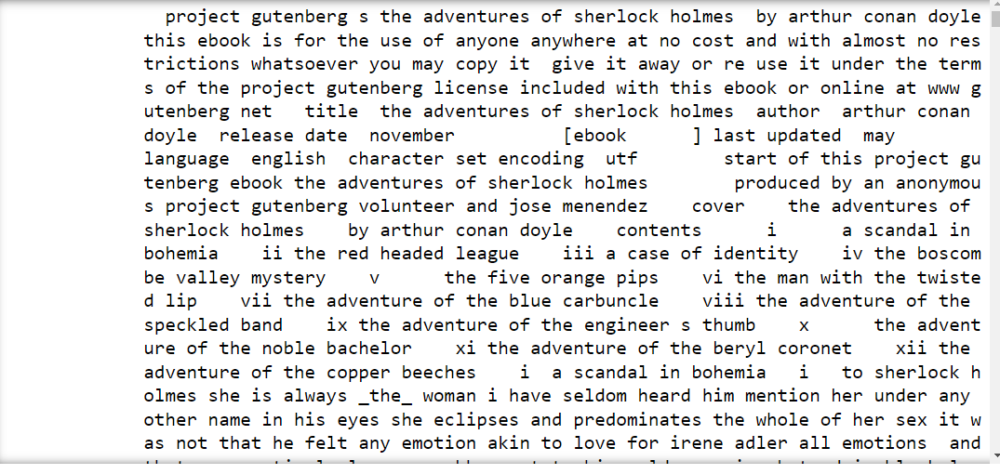 project gutenberg s the adventures of sherlock holmes  by arthur conan doyle
this ebook is for the use of anyone anywhere at no cost and with almost no res
trictions whatsoever you may copy it  give it away or re use it under the term
s of the project gutenberg license included with this ebook or online at www g
utenberg net   title  the adventures of sherlock holmes  author  arthur conan
doyle  release date  november          [ebook      ] last updated  may
language  english  character set encoding  utf        start of this project gu
tenberg ebook the adventures of sherlock holmes        produced by an anonymou
s project gutenberg volunteer and jose menendez    cover    the adventures of
sherlock holmes    by arthur conan doyle    contents      i      a scandal in
bohemia    ii the red headed league    iii a case of identity    iv the boscom
be valley mystery    v      the five orange pips    vi the man with the twiste
d lip    vii the adventure of the blue carbuncle    viii the adventure of the
speckled band    ix the adventure of the engineer s thumb    x      the advent
ure of the noble bachelor    xi the adventure of the beryl coronet    xii the
adventure of the copper beeches    i  a scandal in bohemia   i   to sherlock h
olmes she is always _the_ woman i have seldom heard him mention her under any
other name in his eyes she eclipses and predominates the whole of her sex it w
as not that he felt any emotion akin to love for irene adler all emotions  and